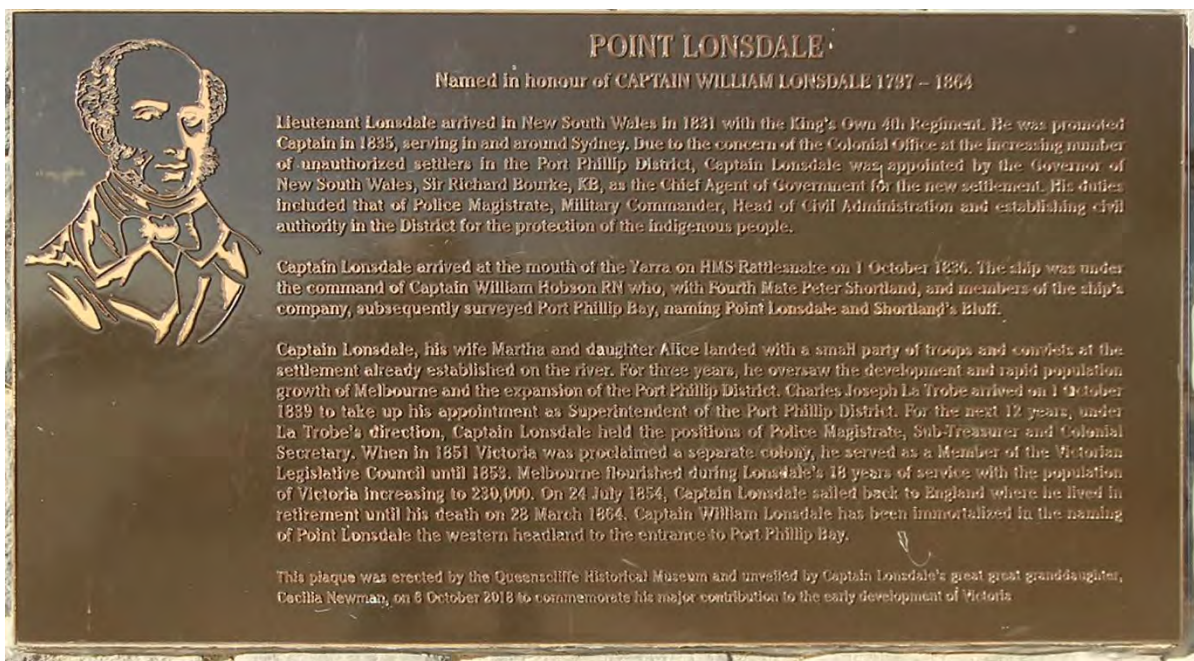 POINT LONSDALE
Named in honour of CAPTAIN WILLIAM LONSDALE 1797 – 1864
Lieutenant Lonsdale arrived in New South Wales in 1831 with the King's Own 4th Regiment. He was promoted
Captain in 1835, serving in and around Sydney. Due to the concern of the Colonial Office at the increasing number
of unauthorized settlers in the Port Phillip District, Captain Lonsdale was appointed by the Governor of
New South Wales, Sir Richard Bourke, KB, as the Chief Agent of Government for the new settlement. His duties
included that of Police Magistrate, Military Commander, Head of Civil Administration and establishing civil
authority in the District for the protection of the indigenous people.
Captain Lonsdale arrived at the mouth of the Yarra on HMS Rattlesnake on 1 October 1836. The ship was under
the command of Captain William Hobson RN who, with Fourth Mate Peter Shortland, and members of the ship's
company, subsequently surveyed Port Phillip Bay, naming Point Lonsdale and Shortland's Bluff.
Captain Lonsdale, his wife Martha and daughter Alice landed with a small party of troops and convicts at the
settlement already established on the river. For three years, he oversaw the development and rapid population
growth of Melbourne and the expansion of the Port Phillip District. Charles Joseph La Trobe arrived on 1 October
1839 to take up his appointment as Superintendent of the Port Phillip District. For the next 12 years, under
La Trobe's direction, Captain Lonsdale held the positions of Police Magistrate, Sub-Treasurer and Colonial
Secretary. When in 1851 Victoria was proclaimed a separate colony, he served as a Member of the Victorian
Legislative Council until 1853. Melbourne flourished during Lonsdale's 18 years of service with the population
of Victoria increasing to 230,000. On 24 July 1854, Captain Lonsdale sailed back to England where he lived in
retirement until his death on 28 March 1864. Captain William Lonsdale has been immortalized in the naming
of Point Lonsdale the western headland to the entrance to Port Phillip Bay.
This plaque was erected by the Queenscliffe Historical Museum and unveiled by Captain Lonsdale's great great granddaughter,
Cecilia Newman, on 6 October 2018 to commemorate his major contribution to the early development of Victoria